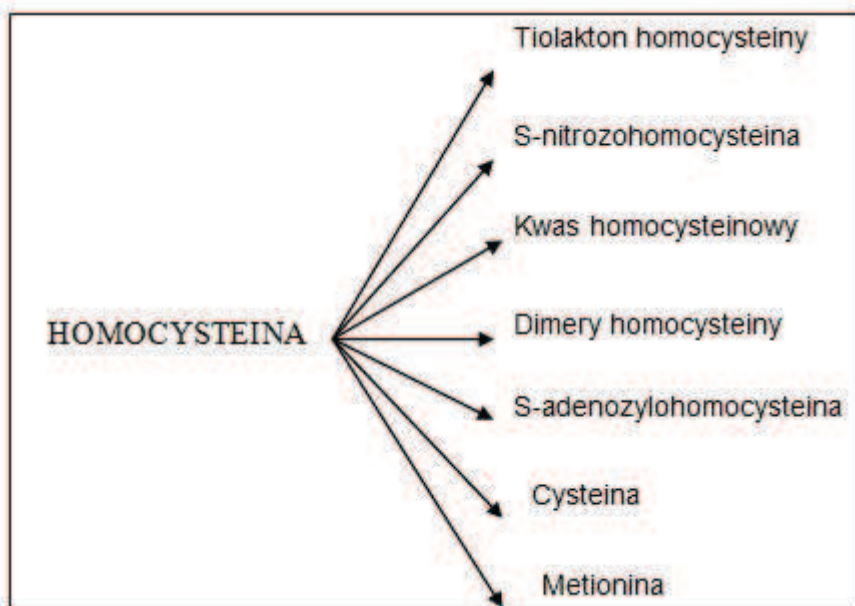 Tiolakton homocysteiny
S-nitrozohomocysteina
Kwas homocysteinowy
HOMOCYSTEINA
Dimery homocysteiny
S-adenozylohomocysteina
Cysteina
Metionina